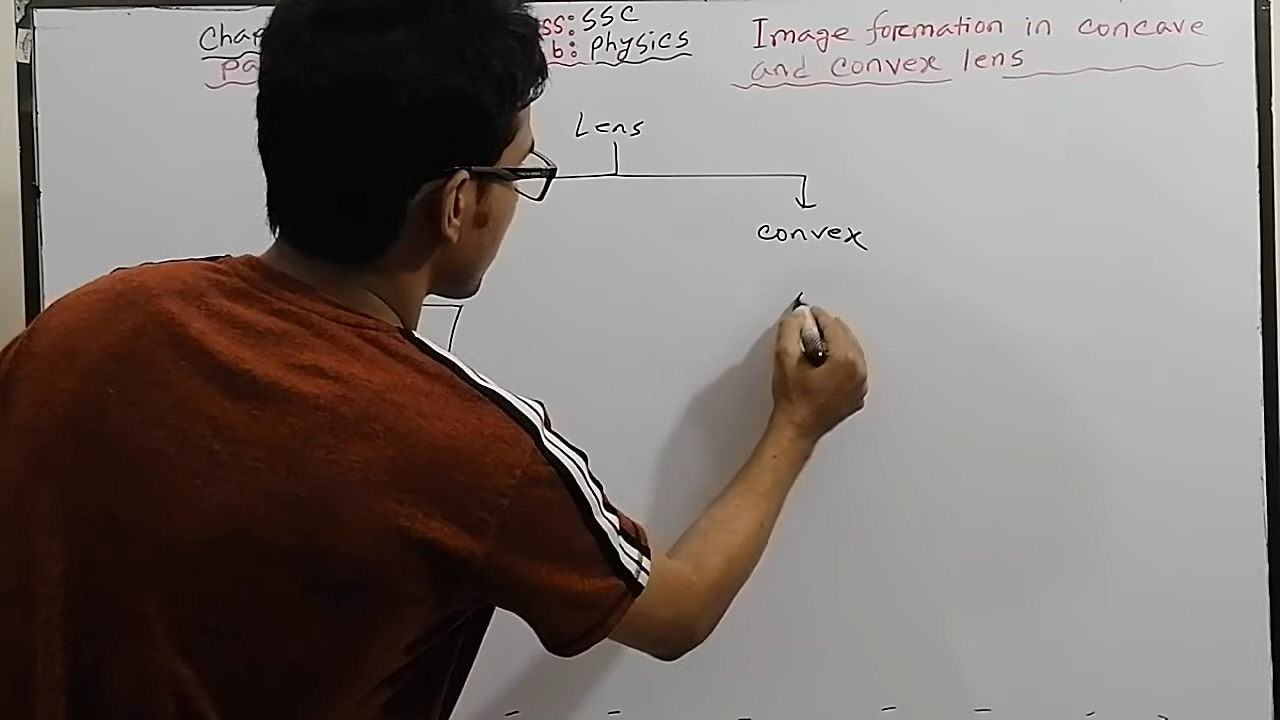 ss: SSC
b: physics
Image formation in concave
and convex lens
Lens
convex